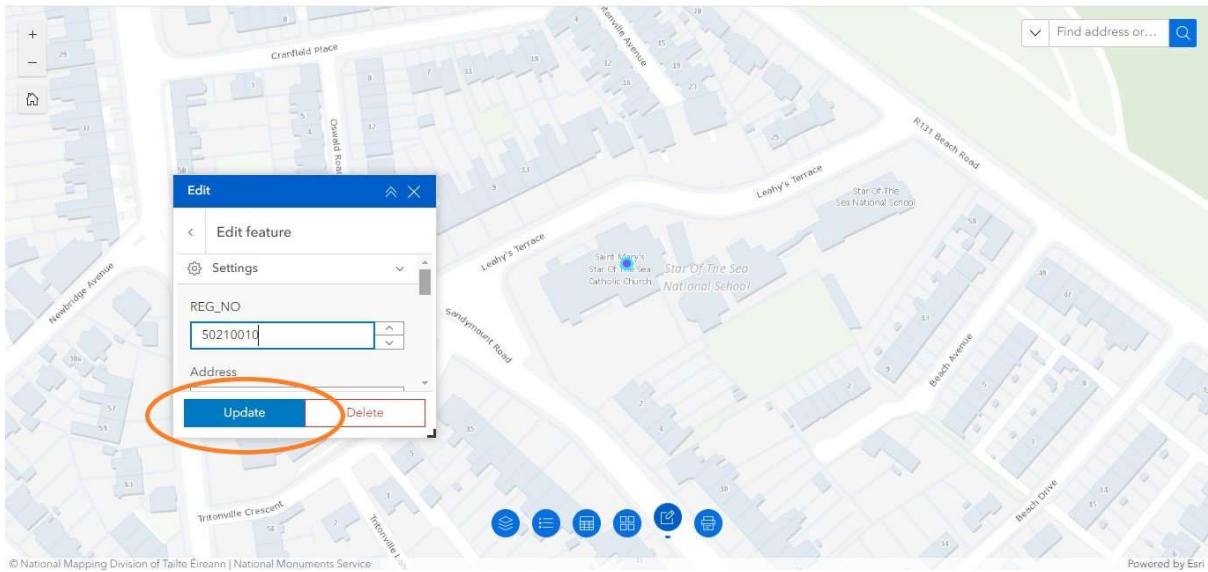 +
−
Find address or...
Cranfield Place
Tritonville Avenue
Oswald Road
R131 Beach Road
Leahy's Terrace
Star Of The
Sea National School
Edit
Edit feature
Settings
REG_NO
50210010
Address
Update
Delete
Newbridge Avenue
Leahy's Terrace
Saint Mary's
Star Of The Sea
Catholic Church
Star Of The Sea
National School
Sandymount Road
Beach Avenue
Beach Drive
Tritonville Crescent
Tritonville
© National Mapping Division of Tailte Éireann | National Monuments Service
Powered by Esri